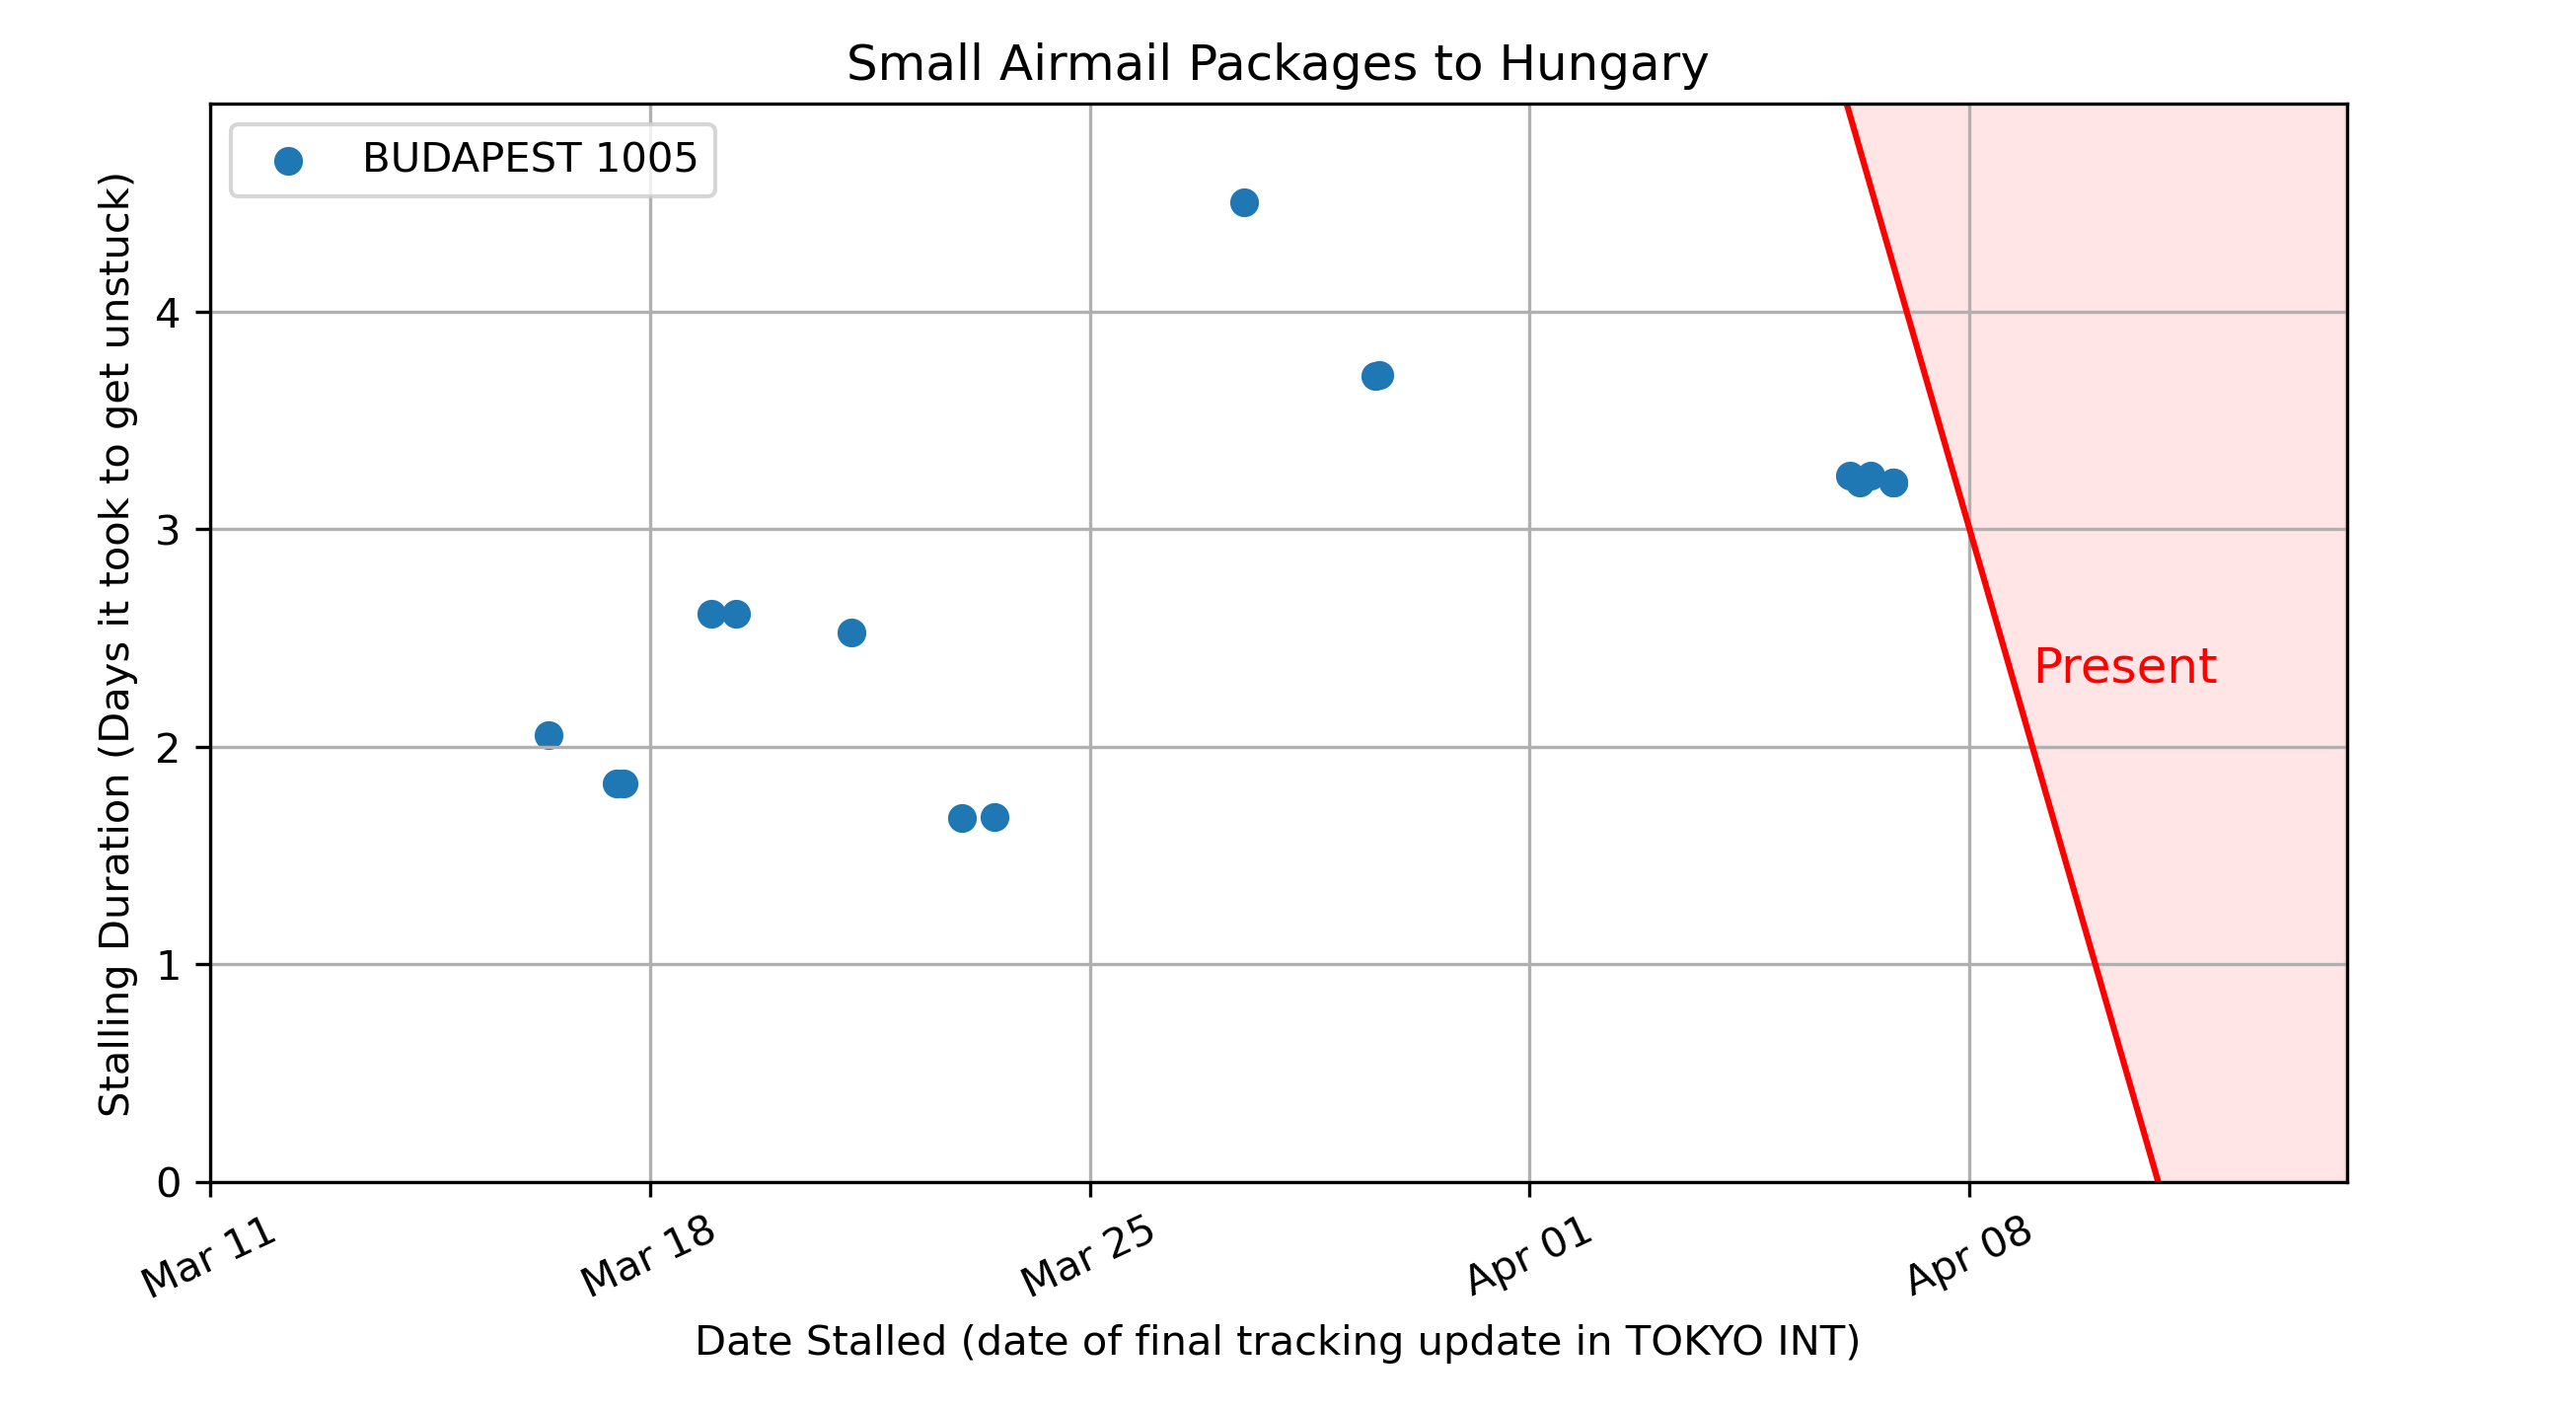 Small Airmail Packages to Hungary
BUDAPEST 1005
Stalling Duration (Days it took to get unstuck)
4
3
2
1
0
Present
Mar 11
Mar 18
Mar 25
Apr 01
Apr 08
Date Stalled (date of final tracking update in TOKYO INT)